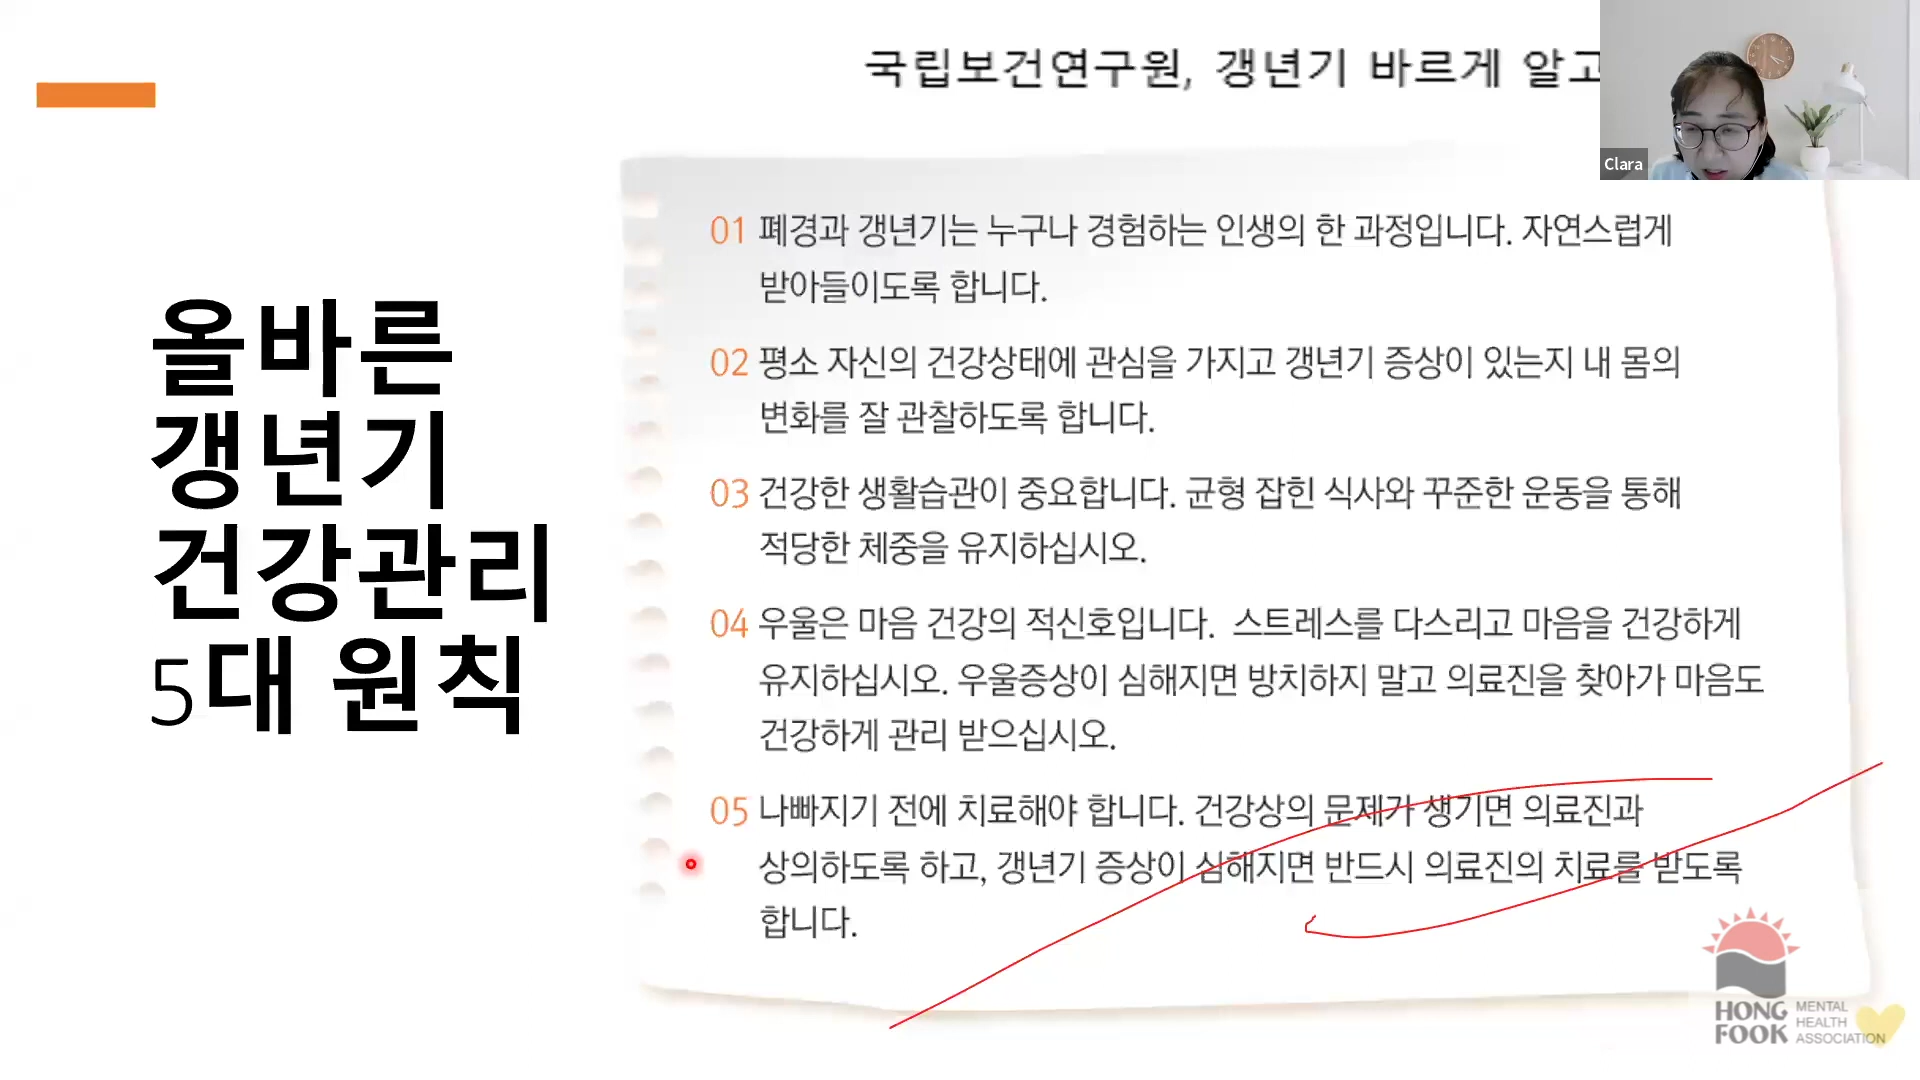 국립보건연구원, 갱년기 바르게 알고
Clara
올바른
갱년기
건강관리
5대 원칙
01 폐경과 갱년기는 누구나 경험하는 인생의 한 과정입니다. 자연스럽게
받아들이도록 합니다.
02 평소 자신의 건강상태에 관심을 가지고 갱년기 증상이 있는지 내 몸의
변화를 잘 관찰하도록 합니다.
03 건강한 생활습관이 중요합니다. 균형 잡힌 식사와 꾸준한 운동을 통해
적당한 체중을 유지하십시오.
04 우울은 마음 건강의 적신호입니다. 스트레스를 다스리고 마음을 건강하게
유지하십시오. 우울증상이 심해지면 방치하지 말고 의료진을 찾아가 마음도
건강하게 관리 받으십시오.
05 나빠지기 전에 치료해야 합니다. 건강상의 문제가 생기면 의료진과
상의하도록 하고, 갱년기 증상이 심해지면 반드시 의료진의 치료를 받도록
합니다.
HONG FOOK
MENTAL
HEALTH
ASSOCIATION